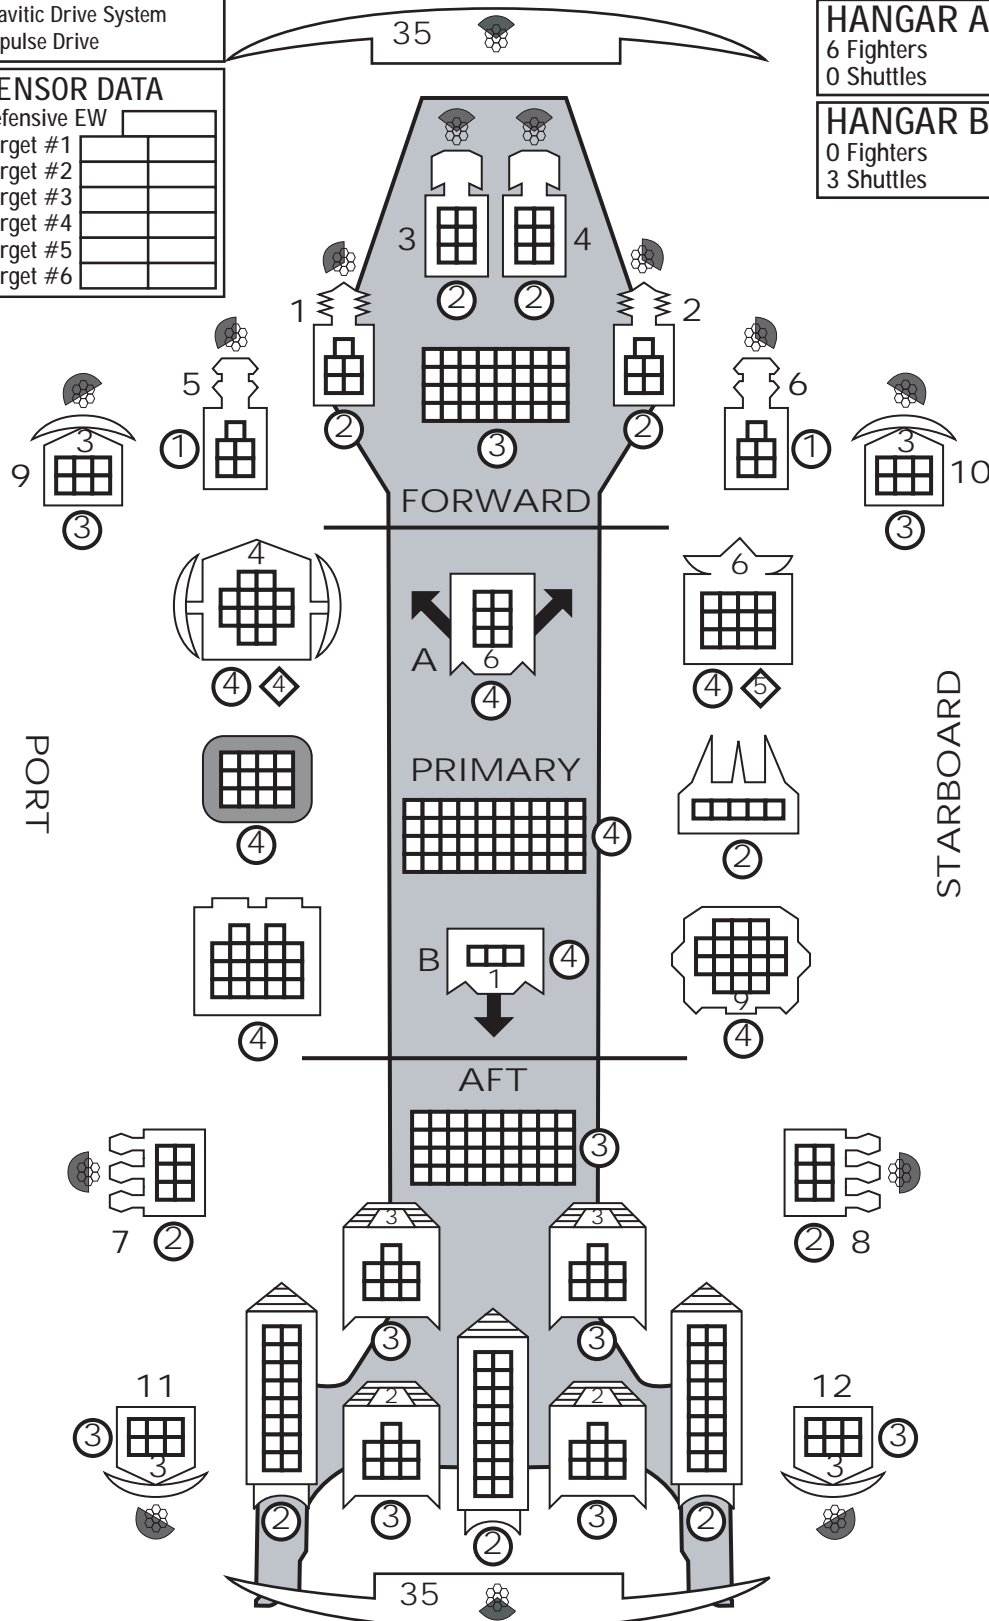 avitic Drive System
pulse Drive
ENSOR DATA
efensive EW
rget #1
rget #2
rget #3
rget #4
rget #5
rget #6
35
HANGAR A
6 Fighters
0 Shuttles
HANGAR B
0 Fighters
3 Shuttles
3
4
2
2
1
2
5
6
2
2
3
1
1
9
3
3
10
3
3
FORWARD
4
6
A
6
4
4
4
5
4
PORT
PRIMARY
STARBOARD
4
4
2
B
1
4
9
4
4
AFT
3
7
2
2
8
3
3
3
3
11
12
2
2
3
3
3
3
3
3
2
2
2
35